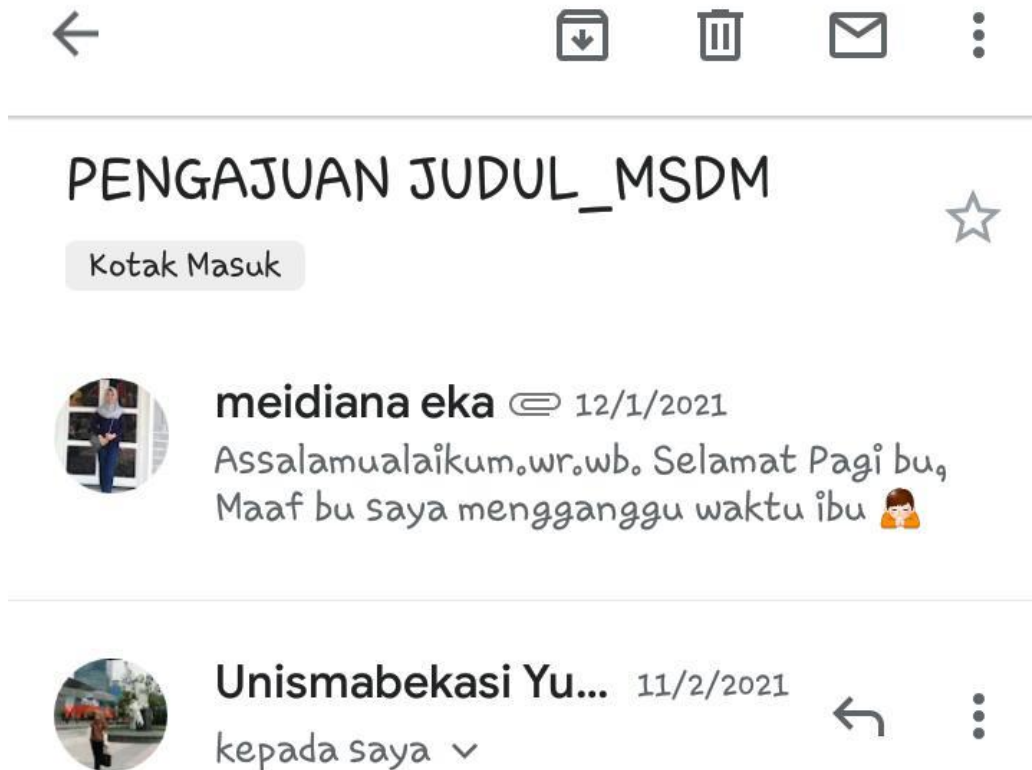 PENGAJUAN JUDUL_MSDM
Kotak Masuk
meidiana eka 12/1/2021
Assalamualaikum.wr.wb. Selamat Pagi bu,
Maaf bu saya mengganggu waktu ibu 🙇
Unismabekasi Yu... 11/2/2021
kepada saya